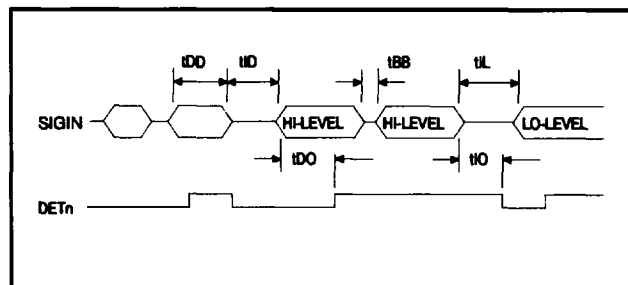 tDD tID tBB tIL
SIGIN HI-LEVEL HI-LEVEL LO-LEVEL
tDO tIO
DETn